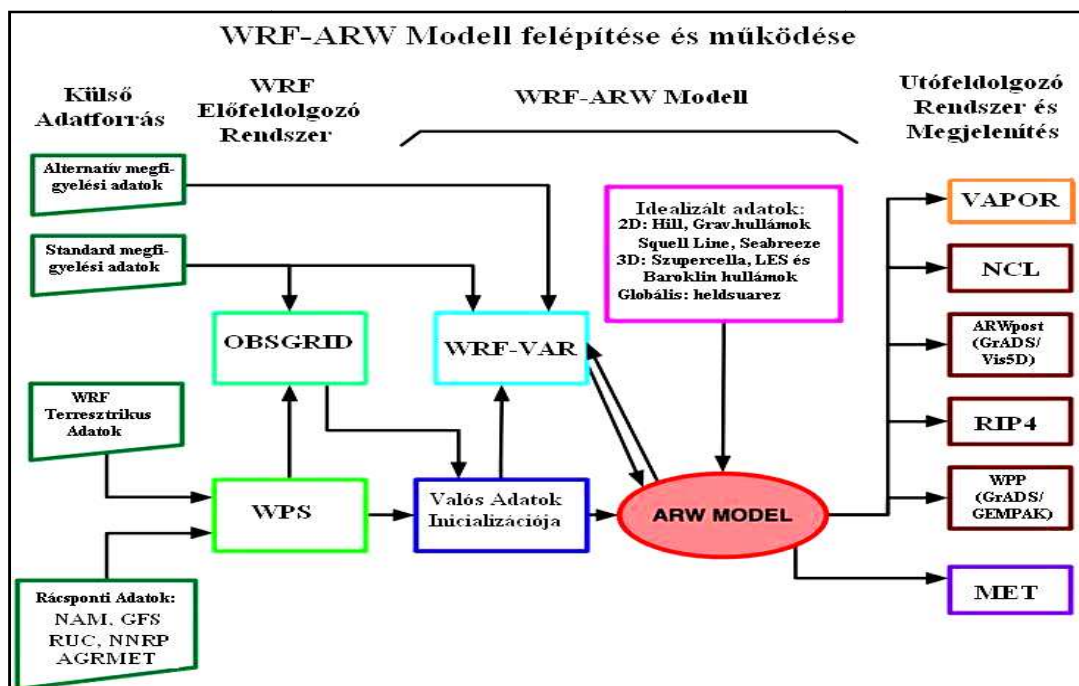 WRF-ARW Modell felépítése és működése
Külső
Adatforrás
WRF
Előfeldolgozó
Rendszer
WRF-ARW Modell
Utófeldolgozó
Rendszer és
Megjelenítés
Alternatív megfi-
gyelési adatok
Standard megfi-
gyelési adatok
WRF
Terresztrikus
Adatok
Rácsponti Adatok:
NAM, GFS
RUC, NNRP
AGRMET
OBSGRID
WPS
WRF-VAR
Valós Adatok
Inicializációja
Idealizált adatok:
2D: Hill, Grav.hullámok
Squell Line, Seabreeze
3D: Szupercella, LES és
Baroklin hullámok
Globális: heldsuarez
ARW MODEL
VAPOR
NCL
ARWpost
(GrADS/
Vis5D)
RIP4
WPP
(GrADS/
GEMPAK)
MET